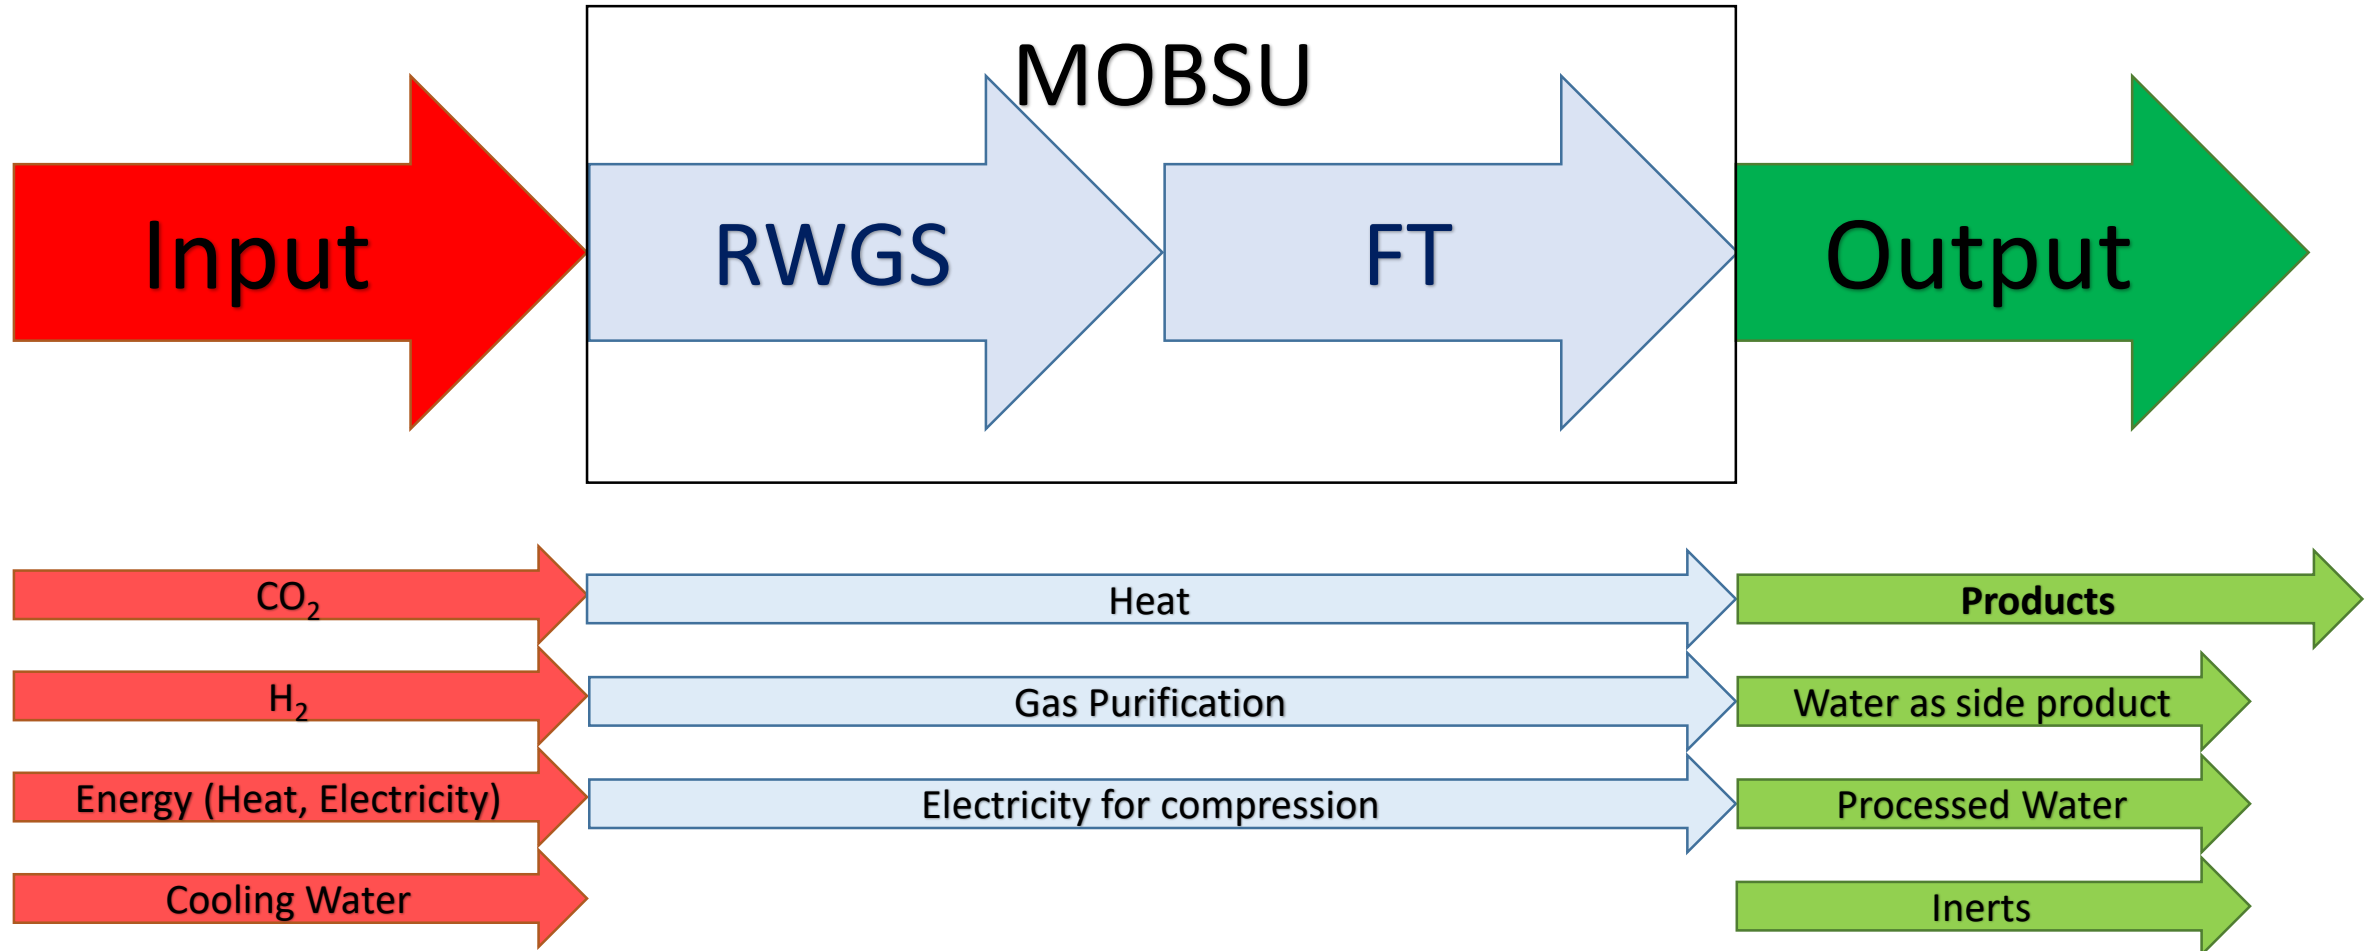 MOBSU
Input
RWGS
FT
Output
CO₂
Heat
Products
H₂
Gas Purification
Water as side product
Energy (Heat, Electricity)
Electricity for compression
Processed Water
Cooling Water
Inerts